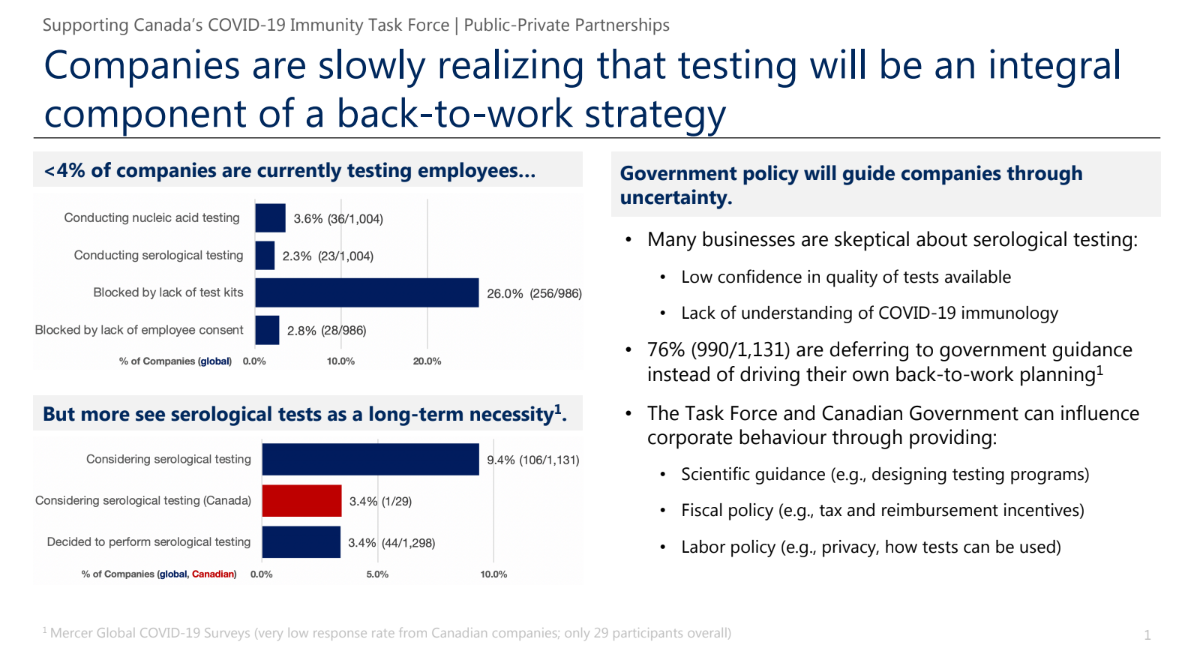 Supporting Canada's COVID-19 Immunity Task Force | Public-Private Partnerships
Companies are slowly realizing that testing will be an integral
component of a back-to-work strategy
<4% of companies are currently testing employees…
Conducting nucleic acid testing 3.6% (36/1,004)
Conducting serological testing 2.3% (23/1,004)
Blocked by lack of test kits 26.0% (256/986)
Blocked by lack of employee consent 2.8% (28/986)
% of Companies (global) 0.0% 10.0% 20.0%
But more see serological tests as a long-term necessity¹.
Considering serological testing 9.4% (106/1,131)
Considering serological testing (Canada) 3.4% (1/29)
Decided to perform serological testing 3.4% (44/1,298)
% of Companies (global, Canadian) 0.0% 5.0% 10.0%
Government policy will guide companies through
uncertainty.
• Many businesses are skeptical about serological testing:
• Low confidence in quality of tests available
• Lack of understanding of COVID-19 immunology
• 76% (990/1,131) are deferring to government guidance
instead of driving their own back-to-work planning¹
• The Task Force and Canadian Government can influence
corporate behaviour through providing:
• Scientific guidance (e.g., designing testing programs)
• Fiscal policy (e.g., tax and reimbursement incentives)
• Labor policy (e.g., privacy, how tests can be used)
¹ Mercer Global COVID-19 Surveys (very low response rate from Canadian companies; only 29 participants overall)
1